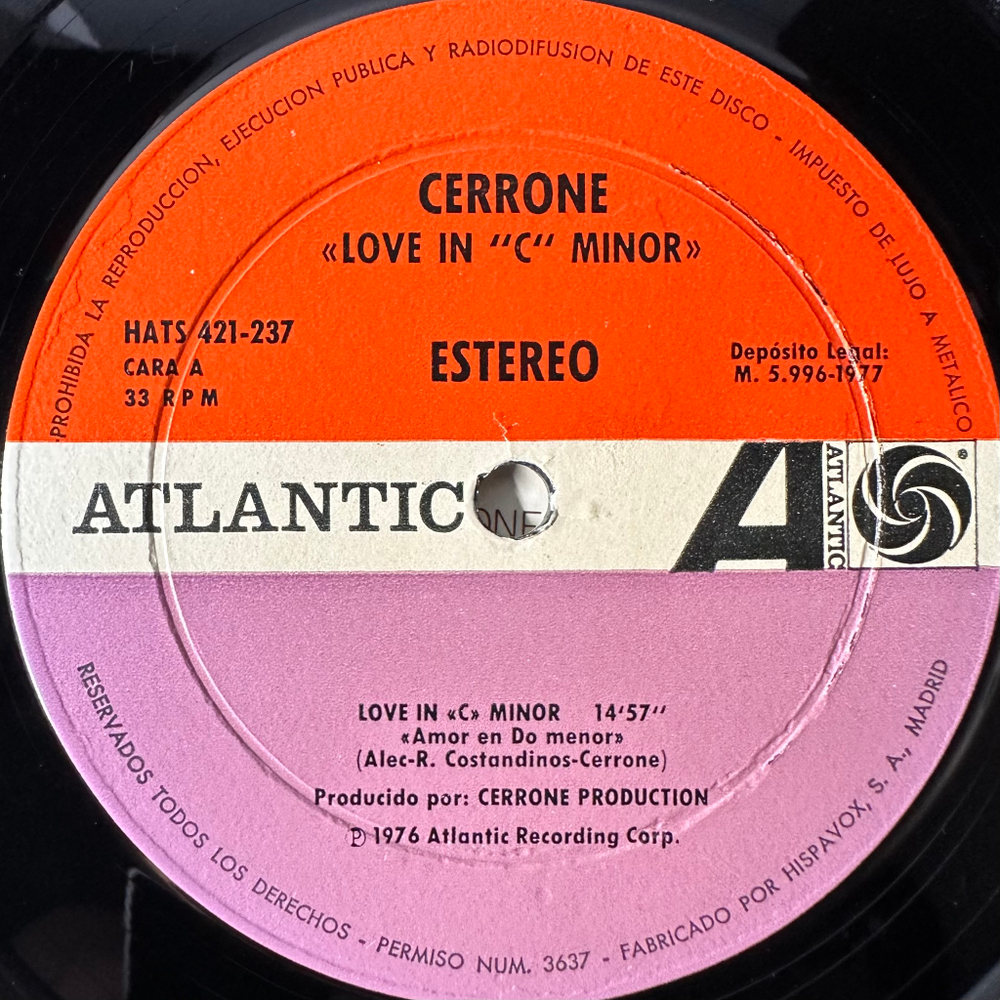 PROHIBIDA LA REPRODUCCION, EJECUCION PUBLICA Y RADIODIFUSION DE ESTE DISCO - IMPUESTO DE LUJO A METALICO
CERRONE
«LOVE IN “C“ MINOR»
HATS 421-237
CARA A
33 RPM
ESTEREO
Depósito Legal:
M. 5.996-1977
ATLANTIC
ONE
A
ATLANTIC
®
LOVE IN «C» MINOR 14'57''
«Amor en Do menor»
(Alec-R. Costandinos-Cerrone)
Producido por: CERRONE PRODUCTION
Ⓟ 1976 Atlantic Recording Corp.
RESERVADOS TODOS LOS DERECHOS - PERMISO NUM. 3637 - FABRICADO POR HISPAVOX, S. A., MADRID